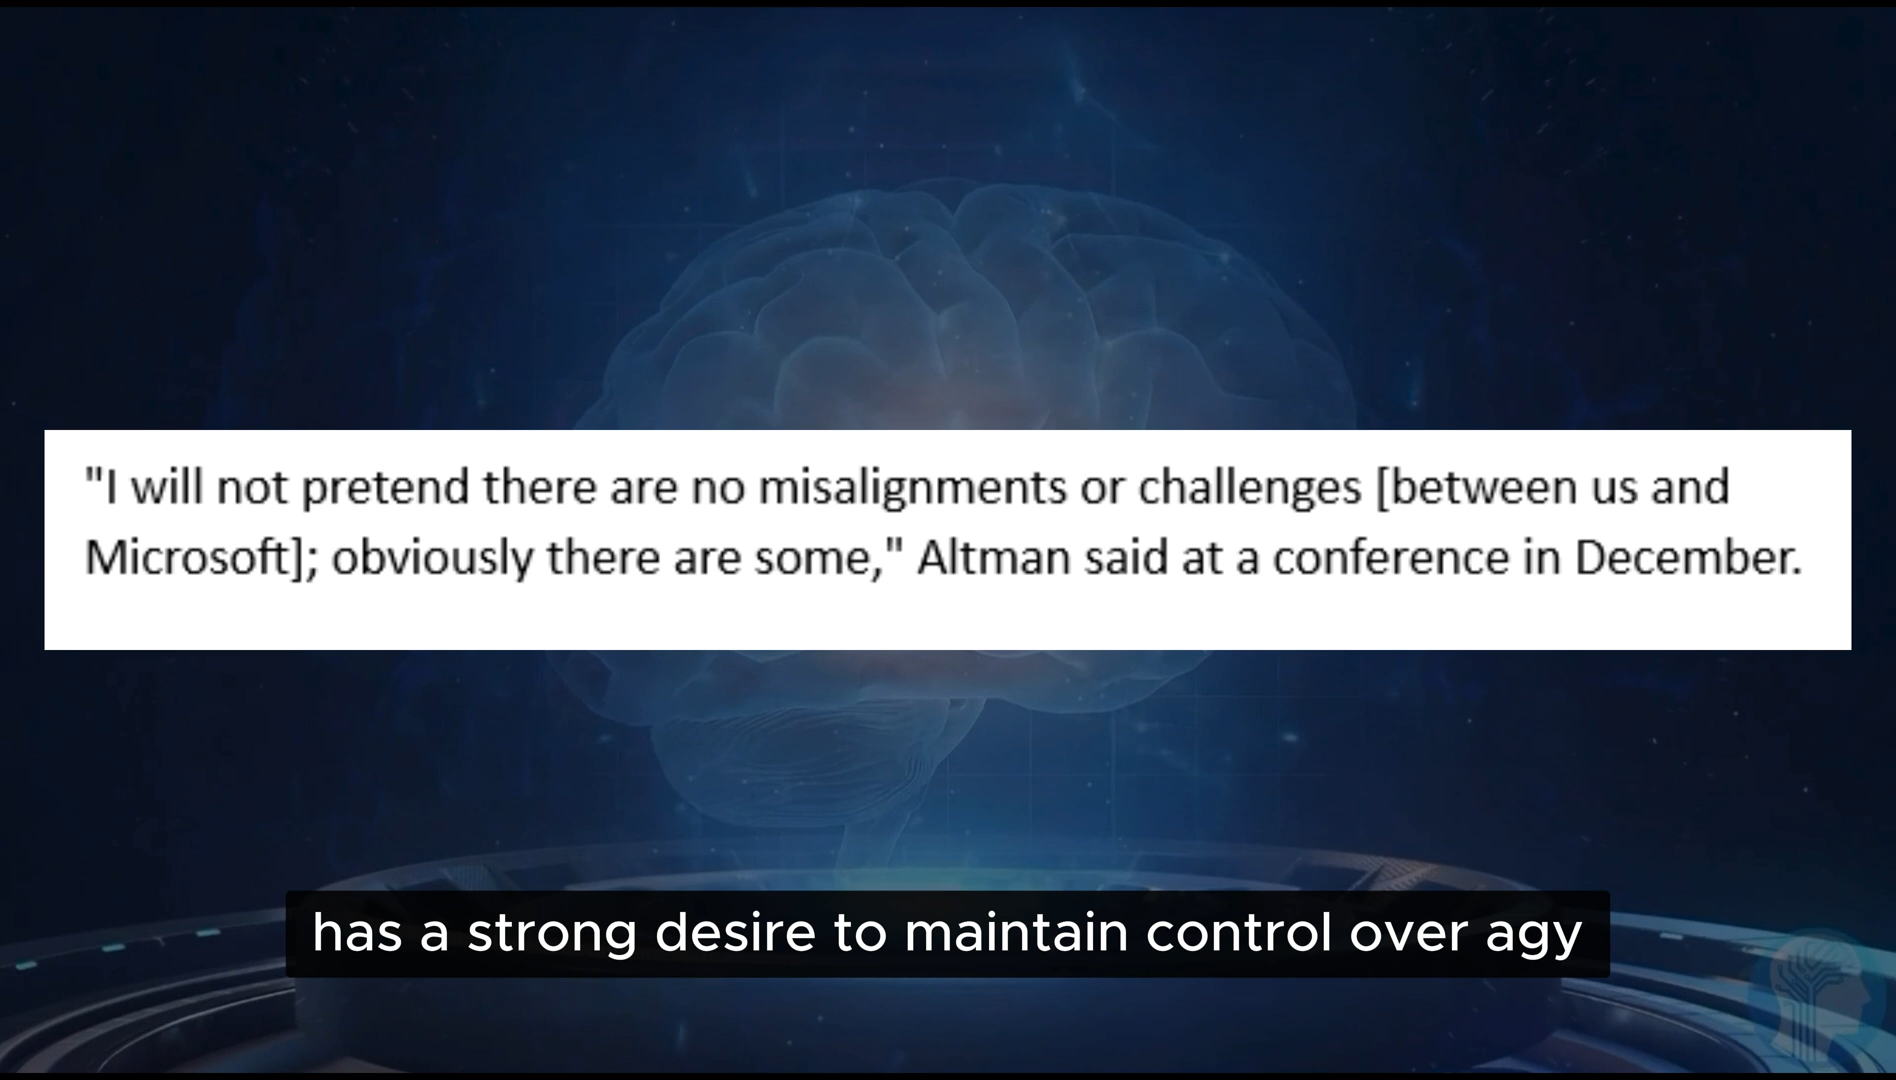 "I will not pretend there are no misalignments or challenges [between us and
Microsoft]; obviously there are some," Altman said at a conference in December.
has a strong desire to maintain control over agy